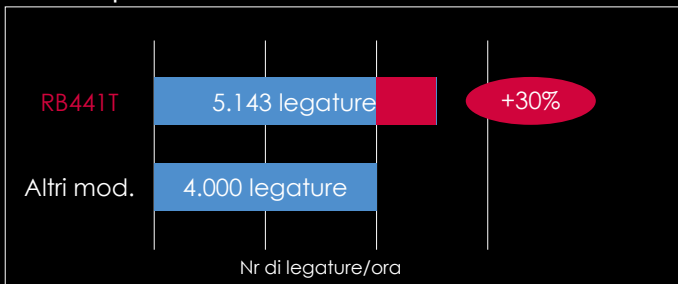 RB441T 5.143 legature +30%
Altri mod. 4.000 legature
Nr di legature/ora